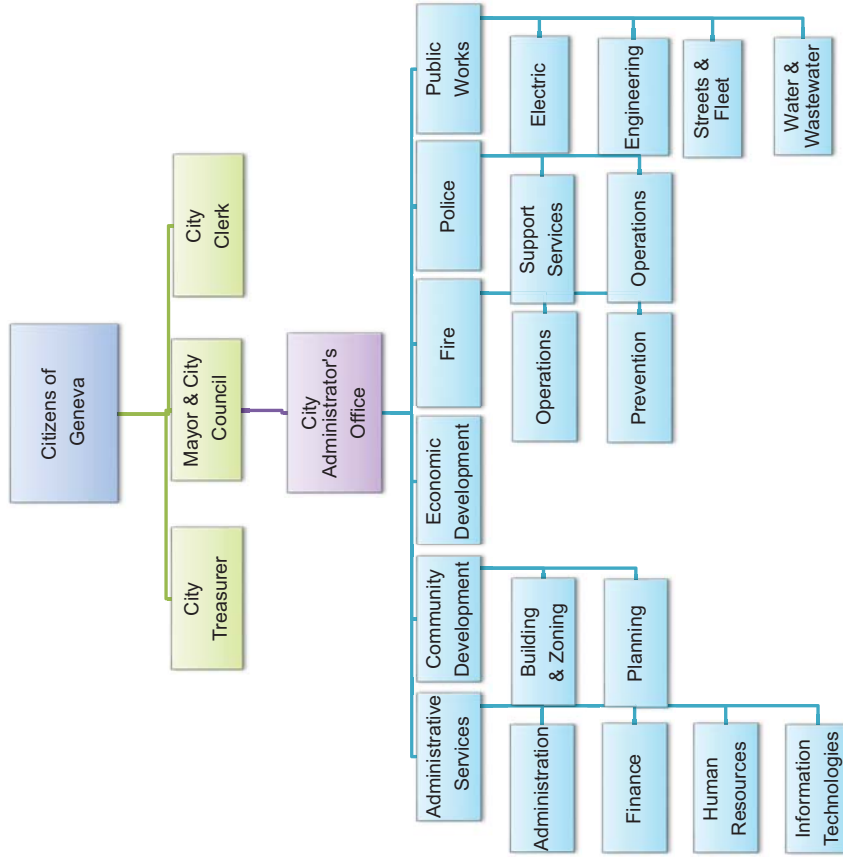 Citizens of
Geneva
City
Treasurer
Mayor & City
Council
City
Clerk
City
Administrator's
Office
Administrative
Services
Community
Development
Economic
Development
Fire
Police
Public
Works
Administration
Finance
Human
Resources
Information
Technologies
Building
& Zoning
Planning
Operations
Prevention
Support
Services
Operations
Electric
Engineering
Streets &
Fleet
Water &
Wastewater